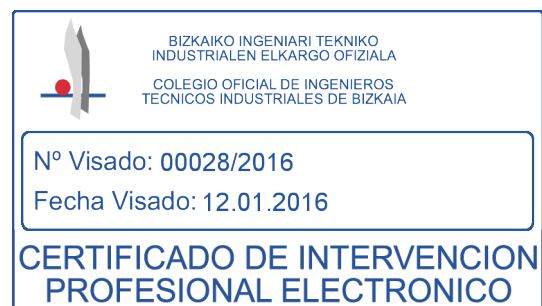 BIZKAIKO INGENIARI TEKNIKO
INDUSTRIALEN ELKARGO OFIZIALA
COLEGIO OFICIAL DE INGENIEROS
TECNICOS INDUSTRIALES DE BIZKAIA
Nº Visado: 00028/2016
Fecha Visado: 12.01.2016
CERTIFICADO DE INTERVENCION
PROFESIONAL ELECTRONICO